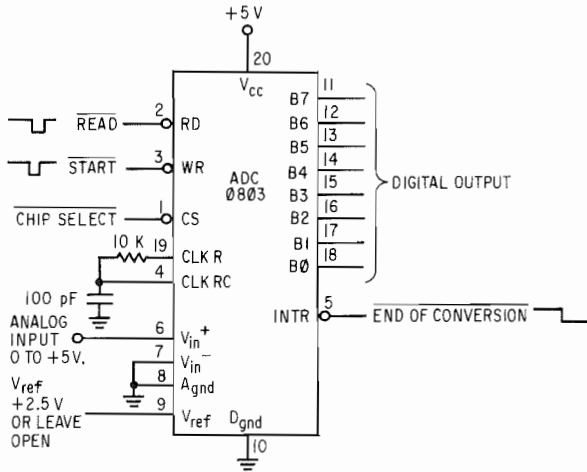 +5 V
20
Vcc
2
READ
RD
3
START
WR
1
CHIP SELECT
CS
10 K
19
CLK R
4
CLK RC
100 pF
ANALOG
INPUT
0 TO +5V.
6
Vin+
7
Vin-
8
Agnd
Vref
+2.5 V
OR LEAVE
OPEN
9
Vref
Dgnd
10
ADC
0803
11
B7
12
B6
13
B5
14
B4
15
B3
16
B2
17
B1
18
B0
DIGITAL OUTPUT
5
INTR
END OF CONVERSION